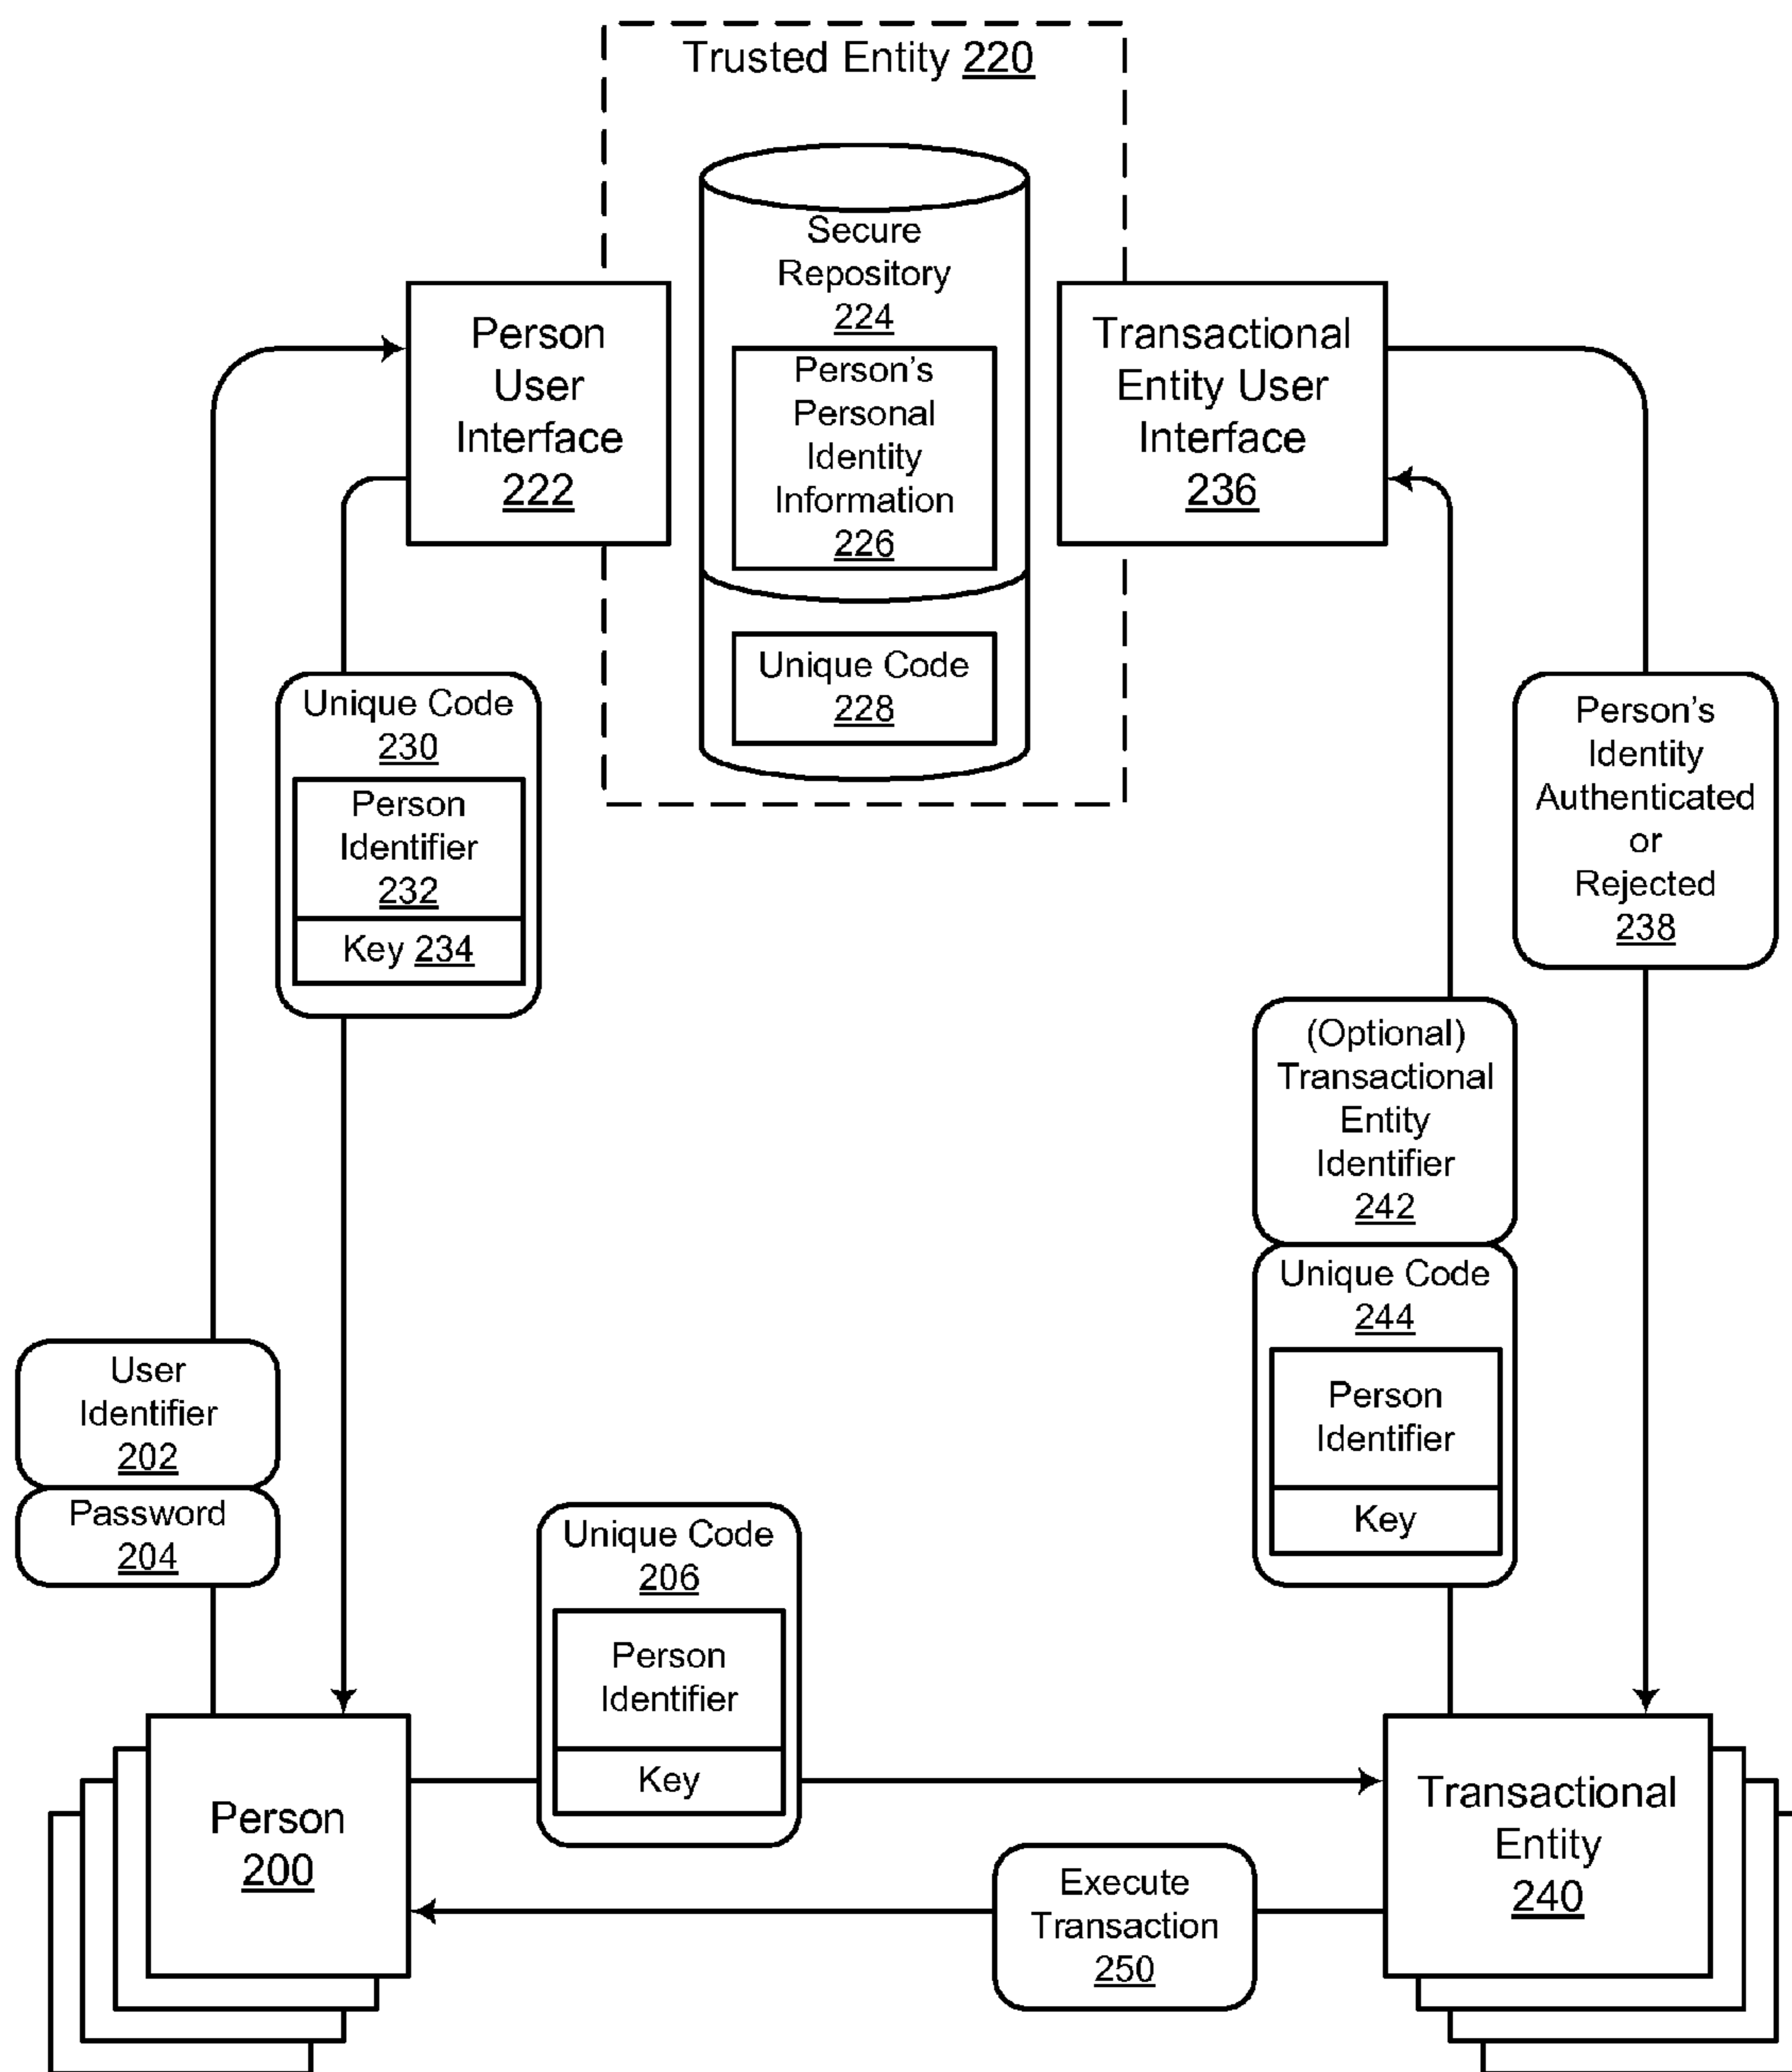 Trusted Entity 220
Secure
Repository
224
Person's
Personal
Identity
Information
226
Unique Code
228
Person
User
Interface
222
Transactional
Entity User
Interface
236
Unique Code
230
Person
Identifier
232
Key 234
Person's
Identity
Authenticated
or
Rejected
238
(Optional)
Transactional
Entity
Identifier
242
Unique Code
244
Person
Identifier
Key
User
Identifier
202
Password
204
Unique Code
206
Person
Identifier
Key
Person
200
Transactional
Entity
240
Execute
Transaction
250